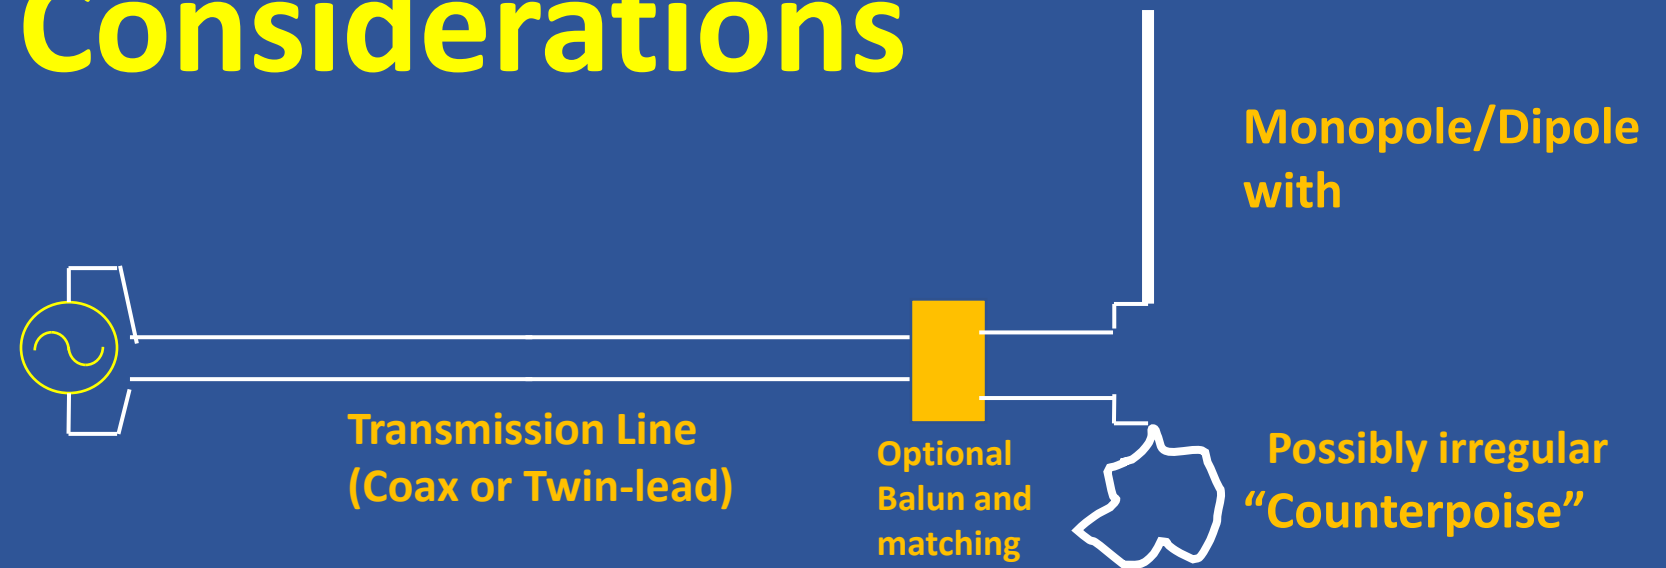 Considerations
Monopole/Dipole
with
Transmission Line
(Coax or Twin-lead)
Optional
Balun and
matching
Possibly irregular
“Counterpoise”